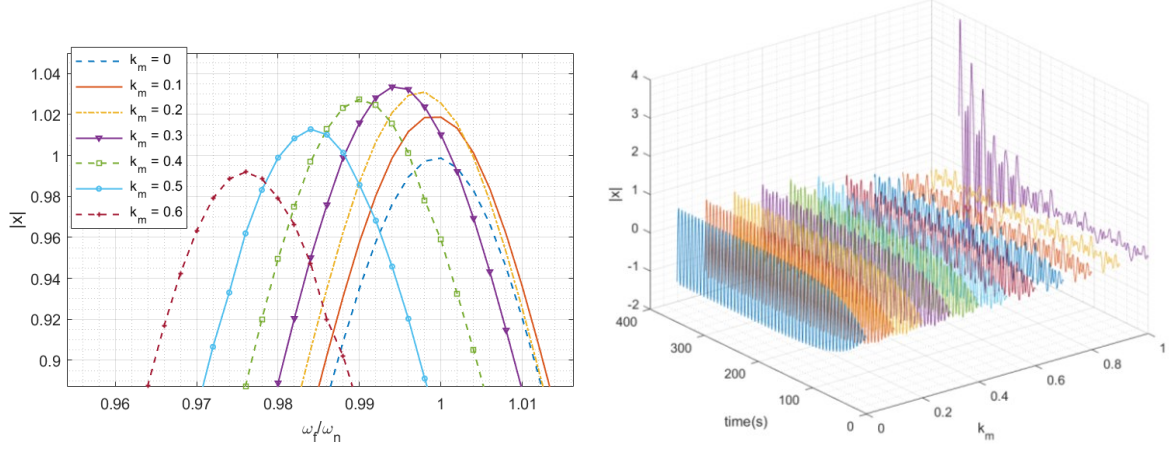 k_m = 0
k_m = 0.1
k_m = 0.2
k_m = 0.3
k_m = 0.4
k_m = 0.5
k_m = 0.6
1.04
1.02
1
0.98
0.96
0.94
0.92
0.9
|x|
0.96 0.97 0.98 0.99 1 1.01
ω_f/ω_n
4
3
2
1
0
-1
-2
|x|
400
300
200
100
0
time(s)
0
0.2
0.4
0.6
0.8
1
k_m